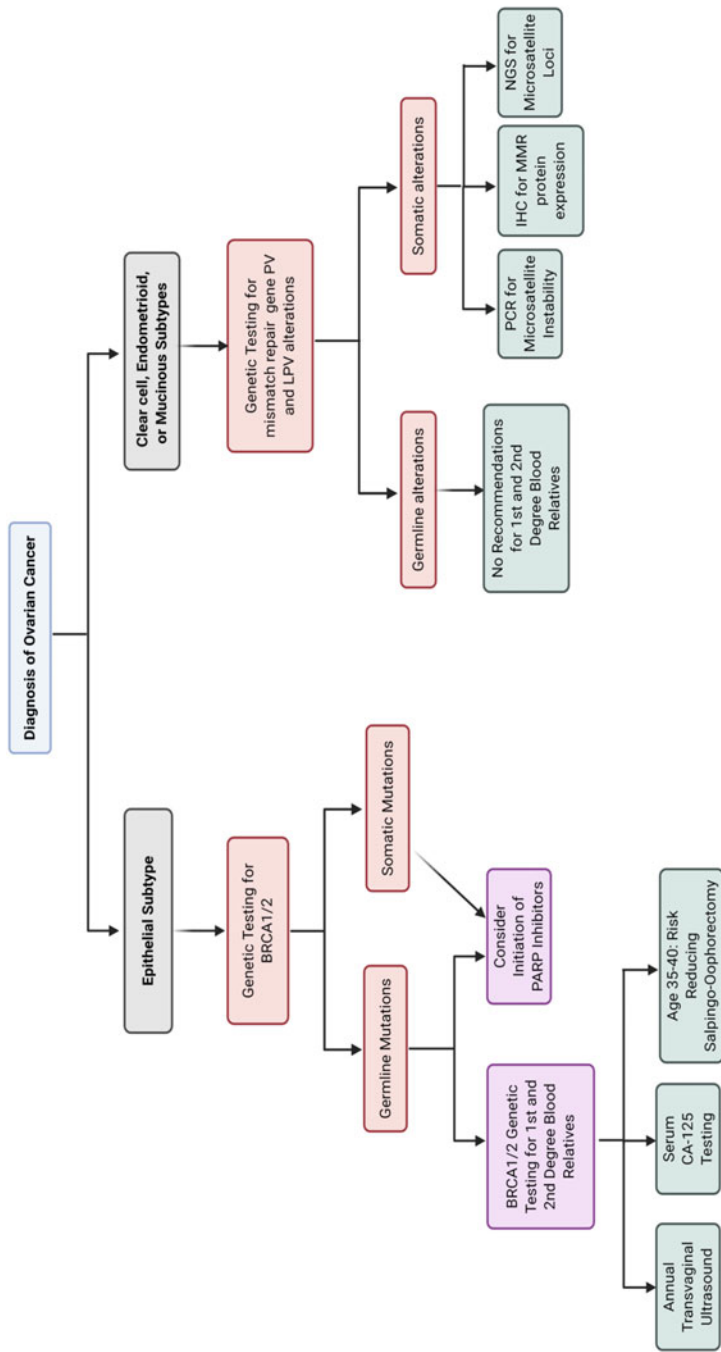 Diagnosis of Ovarian Cancer
Epithelial Subtype
Clear cell, Endometrioid,
or Mucinous Subtypes
Genetic Testing for
BRCA1/2
Genetic Testing for
mismatch repair gene PV
and LPV alterations
Germline Mutations
Somatic Mutations
Germline alterations
Somatic alterations
BRCA1/2 Genetic
Testing for 1st and
2nd Degree Blood
Relatives
Consider
Initiation of
PARP Inhibitors
No Recommendations
for 1st and 2nd
Degree Blood
Relatives
PCR for
Microsatellite
Instability
IHC for MMR
protein
expression
NGS for
Microsatellite
Loci
Annual
Transvaginal
Ultrasound
Serum
CA-125
Testing
Age 35-40: Risk
Reducing
Salpingo-Oophorectomy